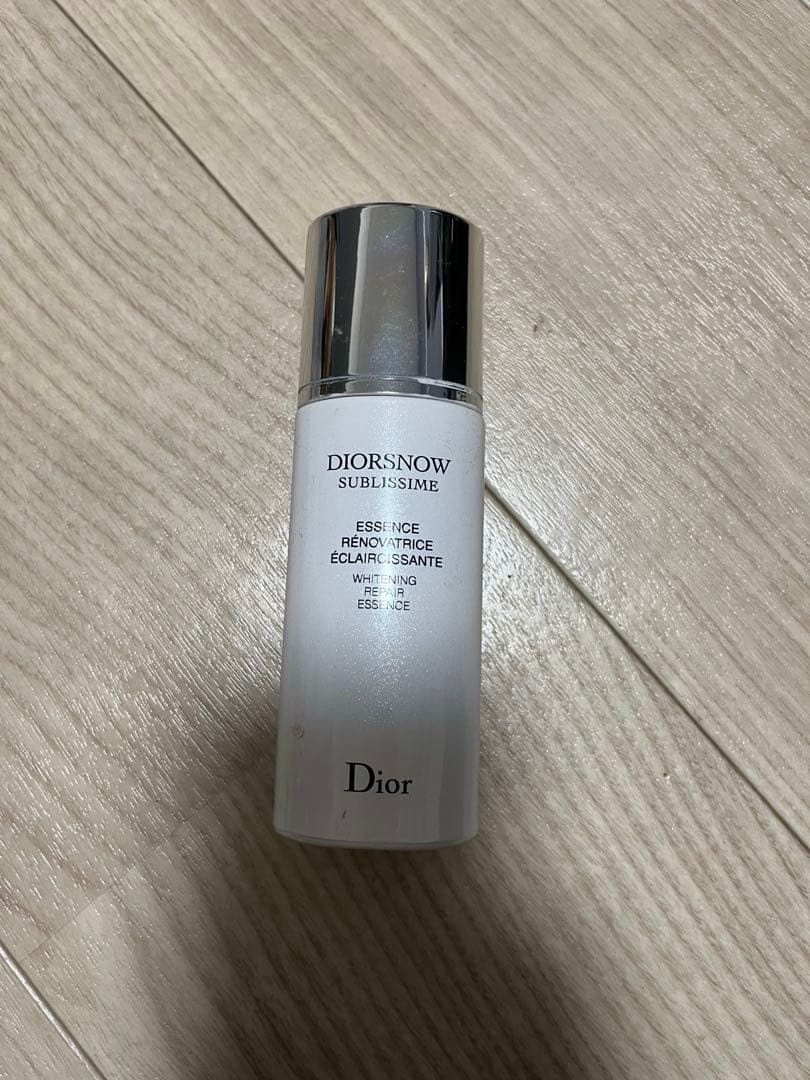 DIORSNOW
SUBLISSIME
ESSENCE
RÉNOVATRICE
ÉCLAIRCISSANTE
WHITENING
REPAIR
ESSENCE
Dior